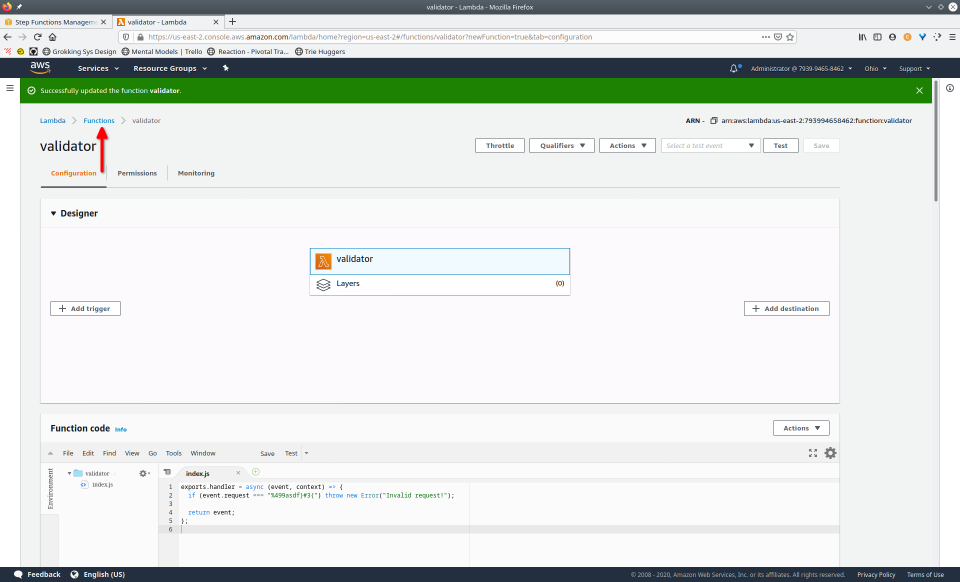 validator - Lambda - Mozilla Firefox
Step Functions Managem
validator - Lambda
https://us-east-2.console.aws.amazon.com/lambda/home?region=us-east-2#/functions/validator?newFunction=true&tab=configuration
Grokking Sys Design
Mental Models | Trello
Reaction - Pivotal Tra...
Trie Huggers
aws
Services
Resource Groups
Administrator @ 7939-9465-8462
Ohio
Support
Successfully updated the function validator.
Lambda
Functions
validator
ARN - arn:aws:lambda:us-east-2:793994658462:function:validator
validator
Throttle
Qualifiers
Actions
Select a test event
Test
Save
Configuration
Permissions
Monitoring
Designer
validator
Layers
(0)
Add trigger
Add destination
Function code
Info
Actions
File
Edit
Find
View
Go
Tools
Window
Save
Test
Environment
validator
index.js
index.js
1 exports.handler = async (event, context) => {
2 if (event.request === "%499asdf)#3(") throw new Error("Invalid request!");
3
4 return event;
5 };
6
Feedback
English (US)
© 2008 - 2020, Amazon Web Services, Inc. or its affiliates. All rights reserved.
Privacy Policy
Terms of Use